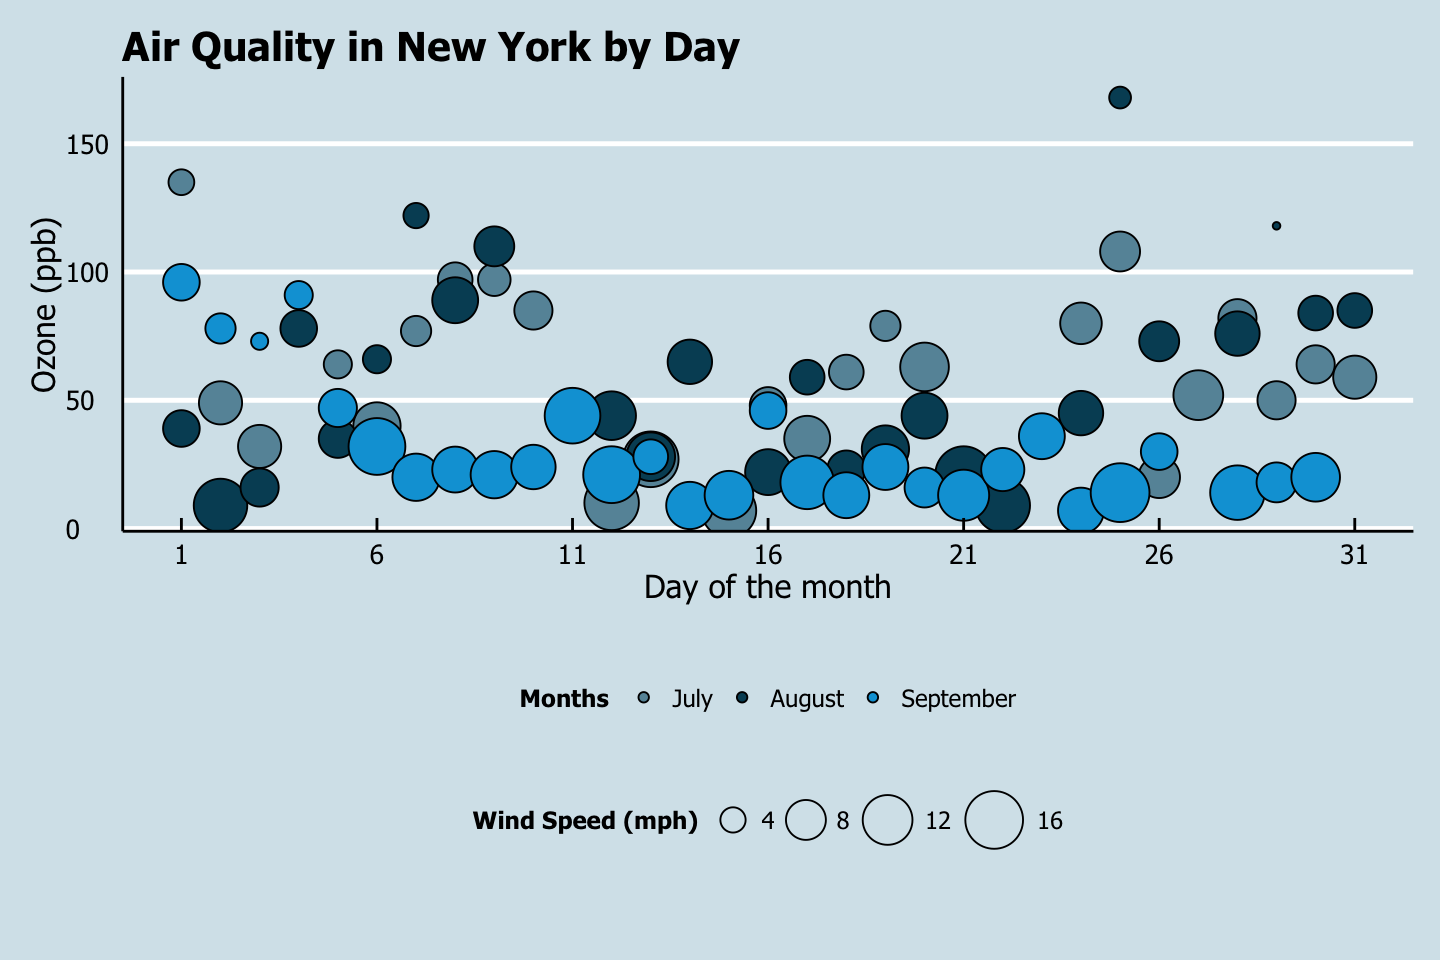 Air Quality in New York by Day
Ozone (ppb)
150
100
50
0
1 6 11 16 21 26 31
Day of the month
Months July August September
Wind Speed (mph) 4 8 12 16